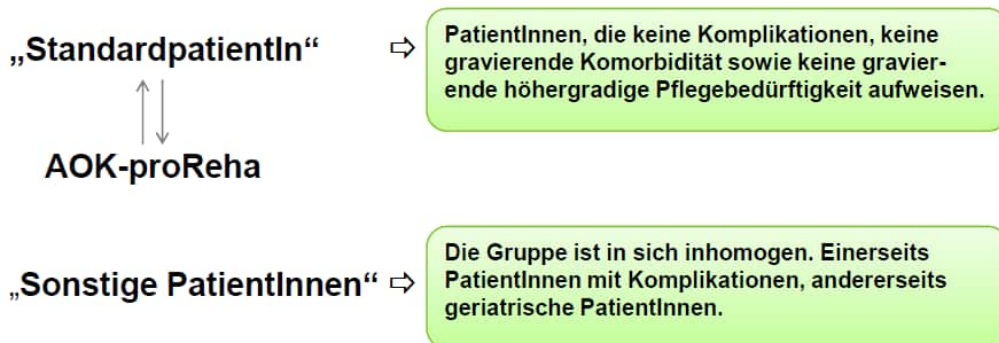 „StandardpatientIn“
PatientInnen, die keine Komplikationen, keine
gravierende Komorbidität sowie keine gravier-
ende höhergradige Pflegebedürftigkeit aufweisen.
AOK-proReha
„Sonstige PatientInnen“
Die Gruppe ist in sich inhomogen. Einerseits
PatientInnen mit Komplikationen, andererseits
geriatrische PatientInnen.